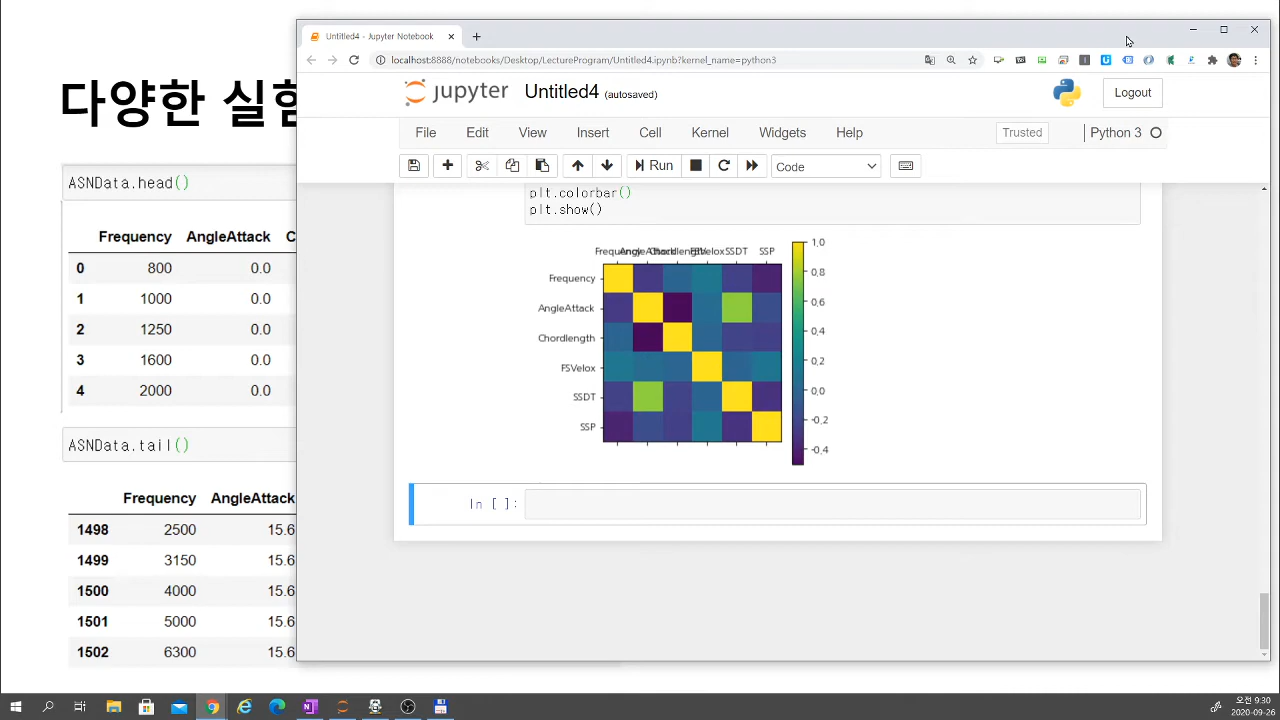 다양한 실험
ASNData.head()
Frequency AngleAttack C
0 800 0.0
1 1000 0.0
2 1250 0.0
3 1600 0.0
4 2000 0.0
ASNData.tail()
Frequency AngleAttack
1498 2500 15.6
1499 3150 15.6
1500 4000 15.6
1501 5000 15.6
1502 6300 15.6
Untitled4 - Jupyter Notebook
localhost:8888/notebooks/Desktop/LectureProgram/Untitled4.ipynb?kernel_name=python3
jupyter Untitled4 (autosaved)
Logout
File Edit View Insert Cell Kernel Widgets Help
Trusted
Python 3
Run
Code
plt.colorbar()
plt.show()
Frequency AngleAttack Chordlength FSVelox SSDT SSP
Frequency
AngleAttack
Chordlength
FSVelox
SSDT
SSP
1,0
0,8
0,6
0,4
0,2
0,0
-0,2
-0,4
In [ ]:
오전 9:30
2020-09-26